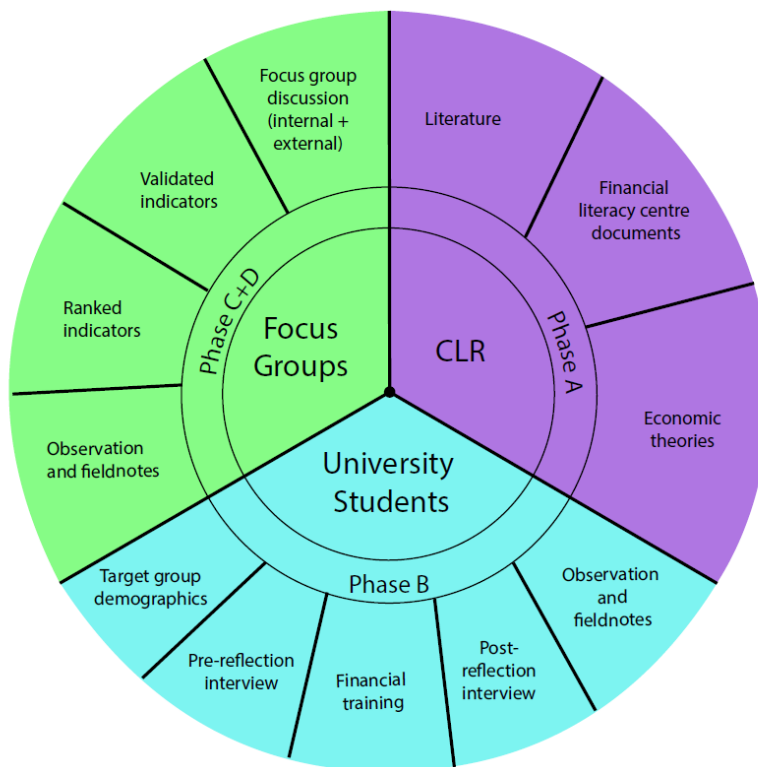 Focus group
discussion
(internal +
external)
Literature
Validated
indicators
Financial
literacy centre
documents
Ranked
indicators
Phase C+D
Focus
Groups
CLR
Phase A
Economic
theories
Observation
and fieldnotes
University
Students
Target group
demographics
Phase B
Observation
and
fieldnotes
Pre-reflection
interview
Financial
training
Post-
reflection
interview